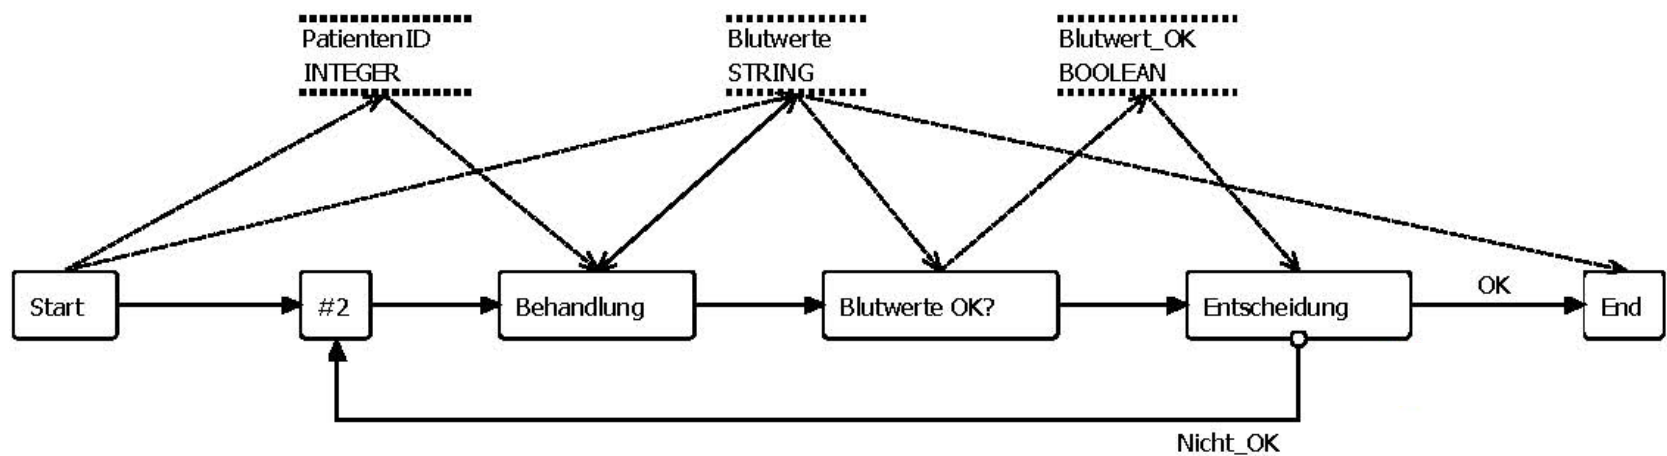 PatientenID
INTEGER
Blutwerte
STRING
Blutwert_OK
BOOLEAN
Start
#2
Behandlung
Blutwerte OK?
Entscheidung
OK
End
Nicht_OK